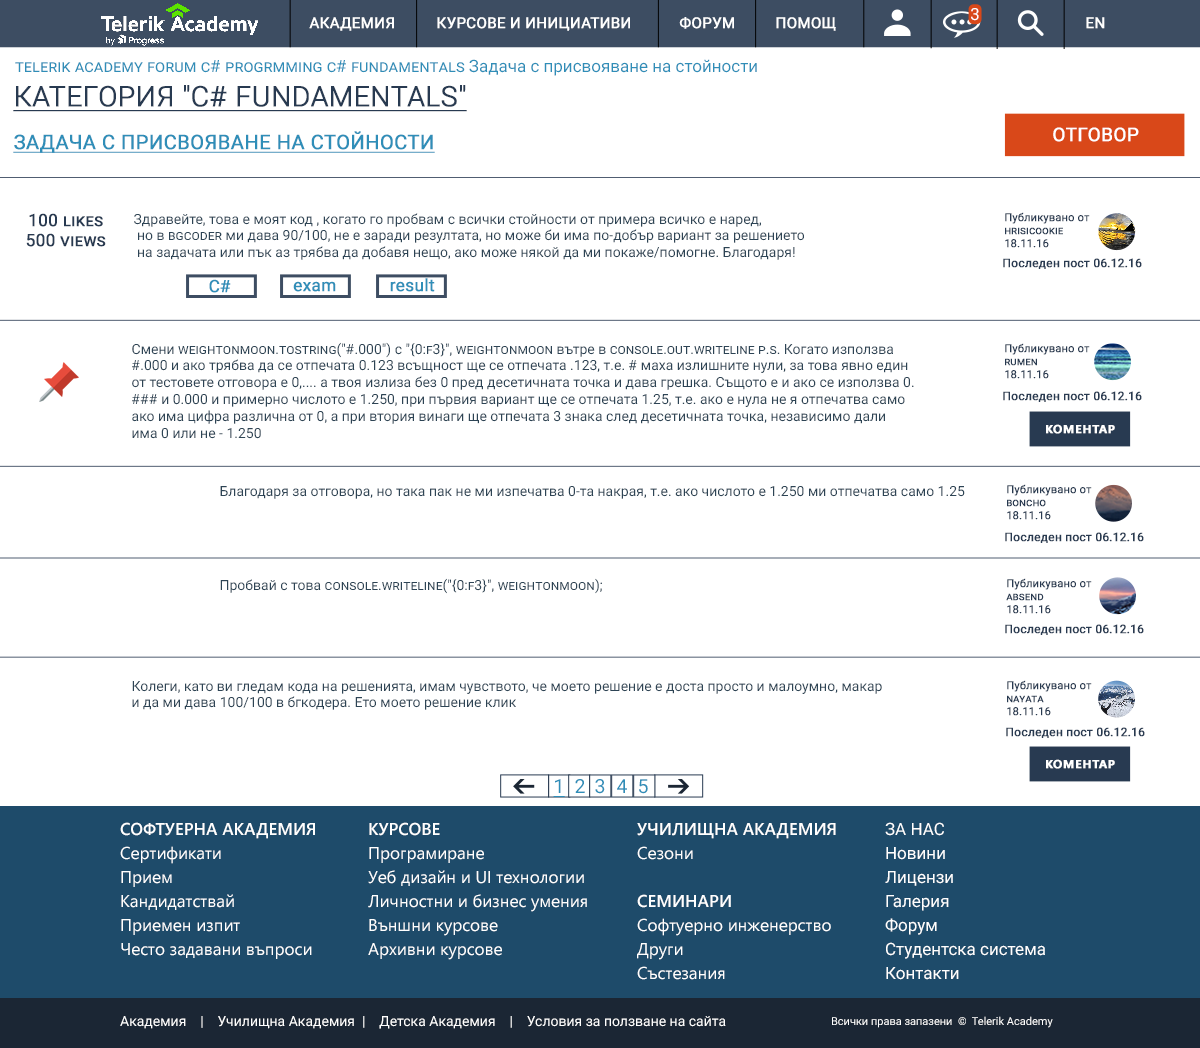 Telerik Academy
by Progress
АКАДЕМИЯ
КУРСОВЕ И ИНИЦИАТИВИ
ФОРУМ
ПОМОЩ
3
EN
TELERIK ACADEMY FORUM C# PROGRMMING C# FUNDAMENTALS Задача с присвояване на стойности
КАТЕГОРИЯ "C# FUNDAMENTALS"
ЗАДАЧА С ПРИСВОЯВАНЕ НА СТОЙНОСТИ
ОТГОВОР
100 LIKES
500 VIEWS
Здравейте, това е моят код , когато го пробвам с всички стойности от примера всичко е наред,
но в BGCODER ми дава 90/100, не е заради резултата, но може би има по-добър вариант за решението
на задачата или пък аз трябва да добавя нещо, ако може някой да ми покаже/помогне. Благодаря!
C#
exam
result
Публикувано от
HRISICOOKIE
18.11.16
Последен пост 06.12.16
Смени WEIGHTONMOON.TOSTRING("#.000") с "{0:F3}", WEIGHTONMOON вътре в CONSOLE.OUT.WRITELINE P.S. Когато използва
#.000 и ако трябва да се отпечата 0.123 всъщност ще се отпечата .123, т.е. # маха излишните нули, за това явно един
от тестовете отговора е 0,.... а твоя излиза без 0 пред десетичната точка и дава грешка. Същото е и ако се използва 0.
### и 0.000 и примерно числото е 1.250, при първия вариант ще се отпечата 1.25, т.е. ако е нула не я отпечатва само
ако има цифра различна от 0, а при втория винаги ще отпечата 3 знака след десетичната точка, независимо дали
има 0 или не - 1.250
Публикувано от
RUMEN
18.11.16
Последен пост 06.12.16
КОМЕНТАР
Благодаря за отговора, но така пак не ми изпечатва 0-та накрая, т.е. ако числото е 1.250 ми отпечатва само 1.25
Публикувано от
BONCHO
18.11.16
Последен пост 06.12.16
Пробвай с това CONSOLE.WRITELINE("{0:F3}", WEIGHTONMOON);
Публикувано от
ABSEND
18.11.16
Последен пост 06.12.16
Колеги, като ви гледам кода на решенията, имам чувството, че моето решение е доста просто и малоумно, макар
и да ми дава 100/100 в бгкодера. Ето моето решение клик
Публикувано от
NAYATA
18.11.16
Последен пост 06.12.16
КОМЕНТАР
← 1 2 3 4 5 →
СОФТУЕРНА АКАДЕМИЯ
Сертификати
Прием
Кандидатствай
Приемен изпит
Често задавани въпроси
КУРСОВЕ
Програмиране
Уеб дизайн и UI технологии
Личностни и бизнес умения
Външни курсове
Архивни курсове
УЧИЛИЩНА АКАДЕМИЯ
Сезони
СЕМИНАРИ
Софтуерно инженерство
Други
Състезания
ЗА НАС
Новини
Лицензи
Галерия
Форум
Студентска система
Контакти
Академия | Училищна Академия | Детска Академия | Условия за ползване на сайта
Всички права запазени © Telerik Academy